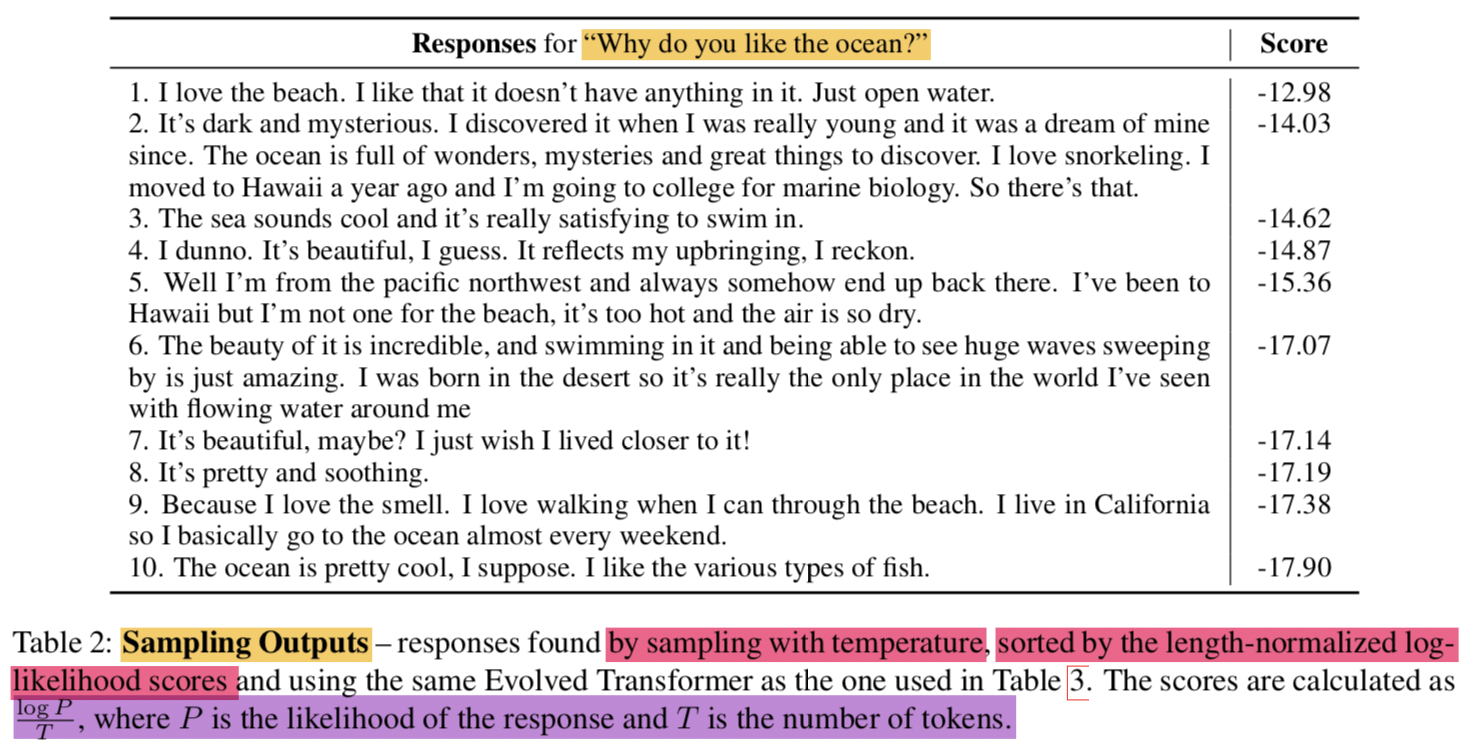 Responses for “Why do you like the ocean?” Score
1. I love the beach. I like that it doesn’t have anything in it. Just open water. -12.98
2. It’s dark and mysterious. I discovered it when I was really young and it was a dream of mine -14.03
since. The ocean is full of wonders, mysteries and great things to discover. I love snorkeling. I
moved to Hawaii a year ago and I’m going to college for marine biology. So there’s that.
3. The sea sounds cool and it’s really satisfying to swim in. -14.62
4. I dunno. It’s beautiful, I guess. It reflects my upbringing, I reckon. -14.87
5. Well I’m from the pacific northwest and always somehow end up back there. I’ve been to -15.36
Hawaii but I’m not one for the beach, it’s too hot and the air is so dry.
6. The beauty of it is incredible, and swimming in it and being able to see huge waves sweeping -17.07
by is just amazing. I was born in the desert so it’s really the only place in the world I’ve seen
with flowing water around me
7. It’s beautiful, maybe? I just wish I lived closer to it! -17.14
8. It’s pretty and soothing. -17.19
9. Because I love the smell. I love walking when I can through the beach. I live in California -17.38
so I basically go to the ocean almost every weekend.
10. The ocean is pretty cool, I suppose. I like the various types of fish. -17.90
Table 2: Sampling Outputs – responses found by sampling with temperature, sorted by the length-normalized log-
likelihood scores and using the same Evolved Transformer as the one used in Table 3. The scores are calculated as
log P / T, where P is the likelihood of the response and T is the number of tokens.